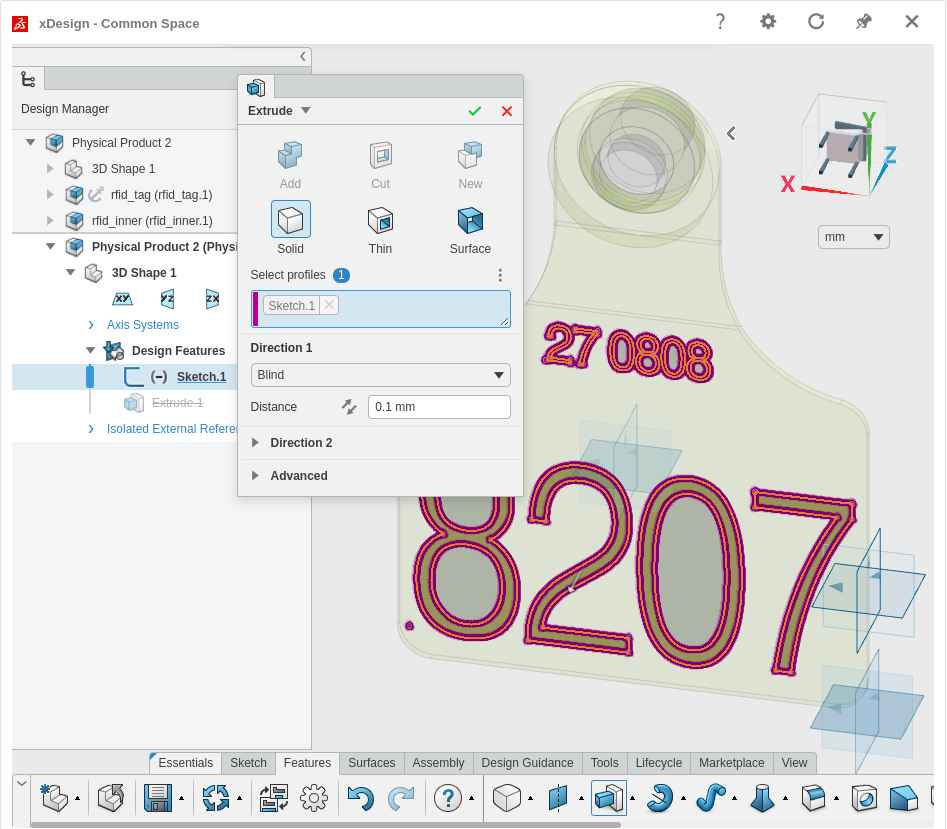 xDesign - Common Space
?
Design Manager
Physical Product 2
3D Shape 1
rfid_tag (rfid_tag.1)
rfid_inner (rfid_inner.1)
Physical Product 2 (Physi
3D Shape 1
XY YZ ZX
Axis Systems
Design Features
(−) Sketch.1
Extrude.1
Isolated External Referen
Extrude
Add Cut New
Solid Thin Surface
Select profiles 1
Sketch.1
Direction 1
Blind
Distance 0.1 mm
Direction 2
Advanced
Y
Z
X
mm
27 0808
8207
Essentials Sketch Features Surfaces Assembly Design Guidance Tools Lifecycle Marketplace View
?